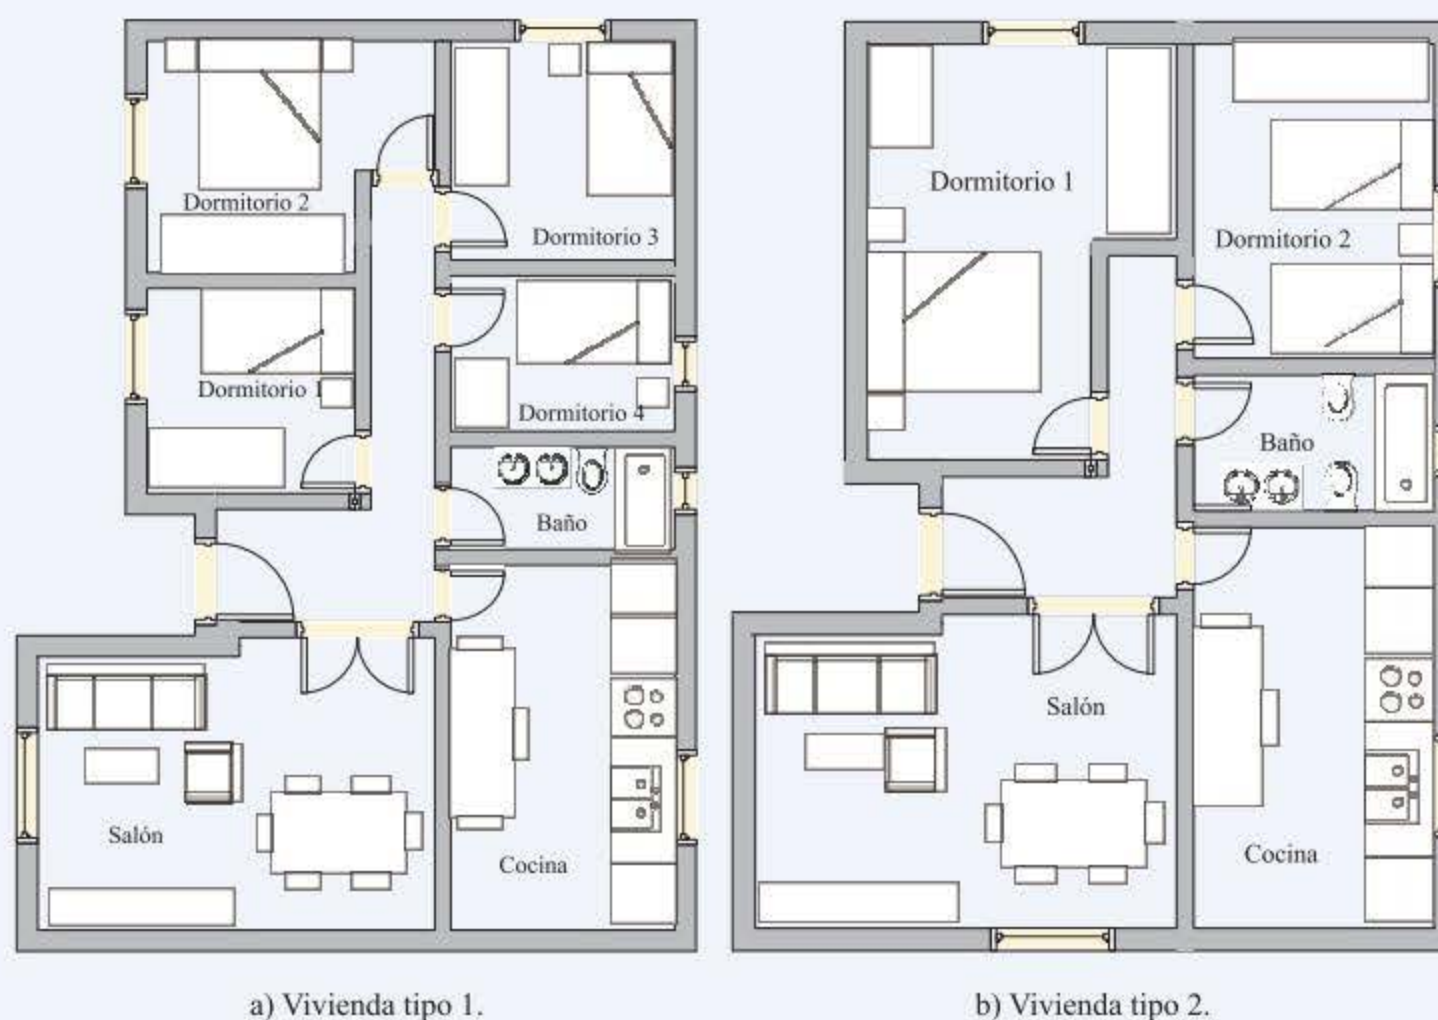 Dormitorio 2
Dormitorio 3
Dormitorio 1
Dormitorio 4
Baño
Salón
Cocina
a) Vivienda tipo 1.
Dormitorio 1
Dormitorio 2
Baño
Salón
Cocina
b) Vivienda tipo 2.